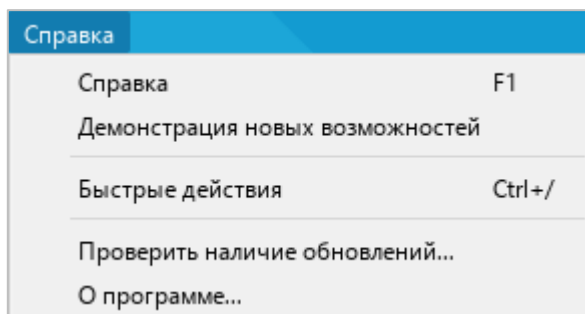 Справка
Справка F1
Демонстрация новых возможностей
Быстрые действия Ctrl+/
Проверить наличие обновлений...
О программе...